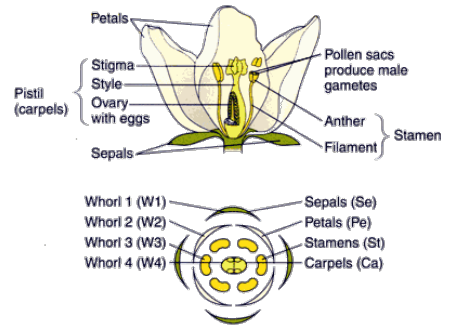 Petals
Stigma
Style
Ovary
with eggs
Pistil
(carpels)
Sepals
Pollen sacs
produce male
gametes
Anther
Filament
Stamen
Whorl 1 (W1)
Whorl 2 (W2)
Whorl 3 (W3)
Whorl 4 (W4)
Sepals (Se)
Petals (Pe)
Stamens (St)
Carpels (Ca)